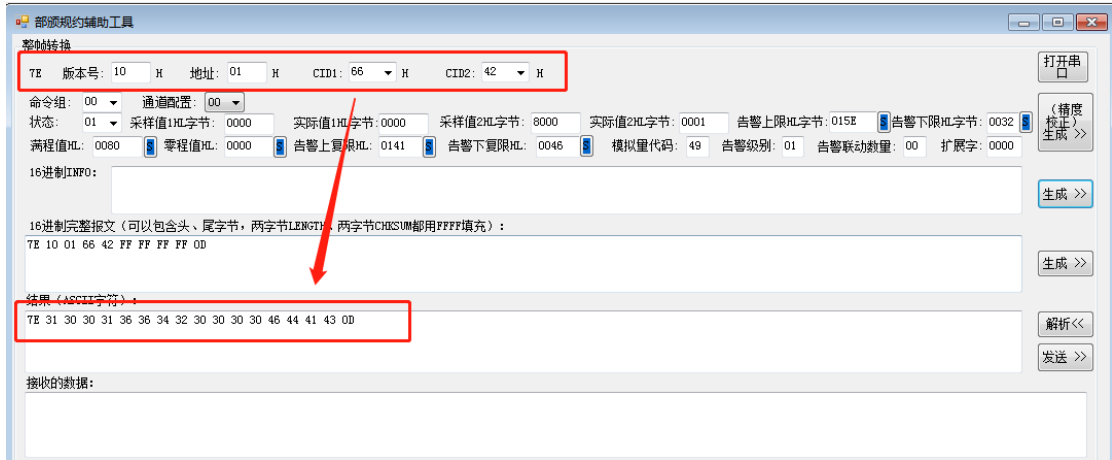 部颁规约辅助工具
整帧转换
7E 版本号: 10 H 地址: 01 H CID1: 66 H CID2: 42 H
打开串口
命令组: 00 通道配置: 00
状态: 01 采样值1HL字节: 0000 实际值1HL字节: 0000 采样值2HL字节: 8000 实际值2HL字节: 0001 告警上限HL字节: 015E S 告警下限HL字节: 0032 S
(精度校正)生成 >>
满程值HL: 0080 S 零程值HL: 0000 S 告警上复限HL: 0141 S 告警下复限HL: 0046 S 模拟量代码: 49 告警级别: 01 告警联动数量: 00 扩展字: 0000
16进制INFO:
生成 >>
16进制完整报文(可以包含头、尾字节,两字节LENGTH、两字节CHKSUM都用FFFF填充):
7E 10 01 66 42 FF FF FF FF 0D
生成 >>
结果(ASCII字符):
7E 31 30 30 31 36 36 34 32 30 30 30 30 46 44 41 43 0D
解析<<
发送 >>
接收的数据: